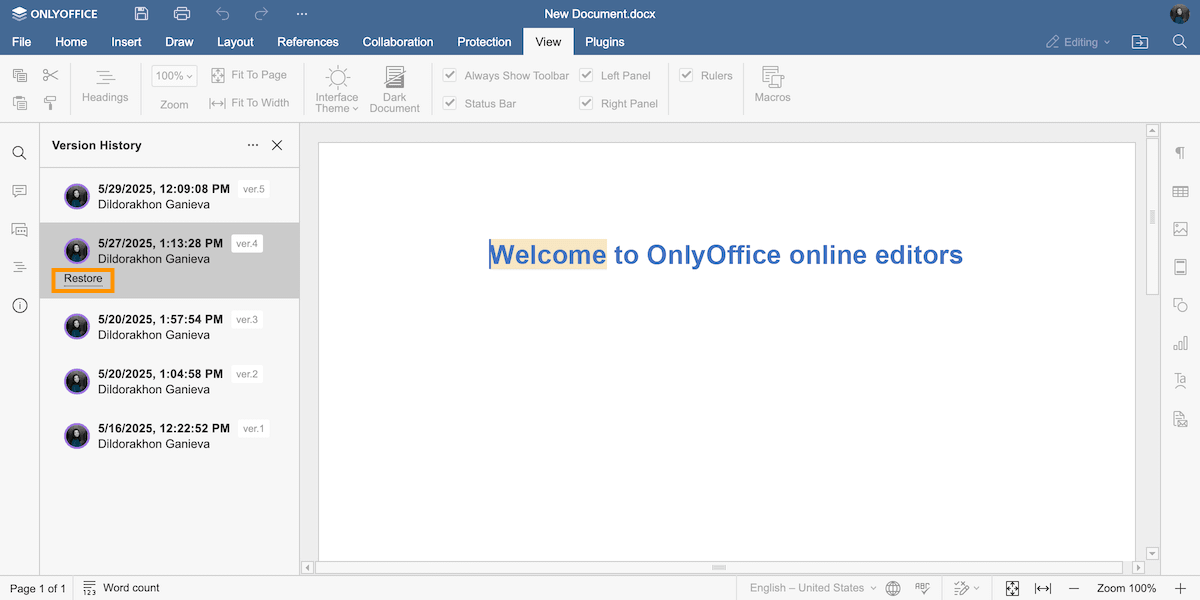 ONLYOFFICE
New Document.docx
File Home Insert Draw Layout References Collaboration Protection View Plugins Editing
Headings
100%
Zoom
Fit To Page
Fit To Width
Interface
Theme
Dark
Document
Always Show Toolbar
Status Bar
Left Panel
Right Panel
Rulers
Macros
Version History
5/29/2025, 12:09:08 PM ver.5
Dildorakhon Ganieva
5/27/2025, 1:13:28 PM ver.4
Dildorakhon Ganieva
Restore
5/20/2025, 1:57:54 PM ver.3
Dildorakhon Ganieva
5/20/2025, 1:04:58 PM ver.2
Dildorakhon Ganieva
5/16/2025, 12:22:52 PM ver.1
Dildorakhon Ganieva
Welcome to OnlyOffice online editors
Ta
Page 1 of 1
123
Word count
English – United States
ABC
Zoom 100%